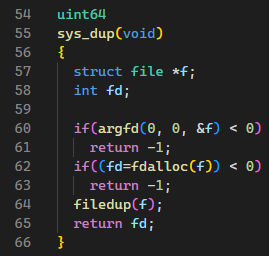 54 uint64
55 sys_dup(void)
56 {
57   struct file *f;
58   int fd;
59
60   if(argfd(0, 0, &f) < 0)
61     return -1;
62   if((fd=fdalloc(f)) < 0)
63     return -1;
64   filedup(f);
65   return fd;
66 }